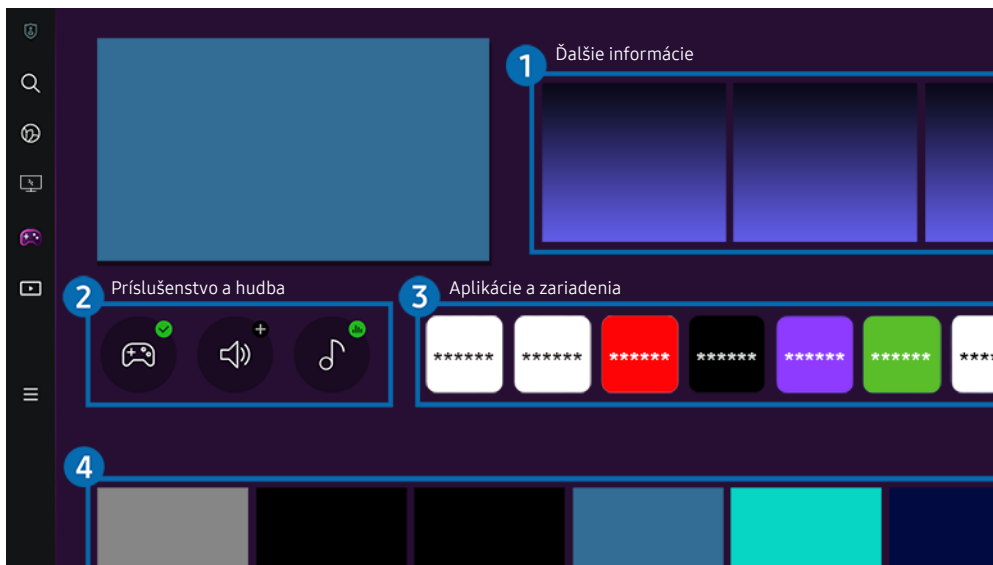 1 Ďalšie informácie
2 Príslušenstvo a hudba
3 Aplikácie a zariadenia
****** ****** ****** ****** ****** ****** ****
4